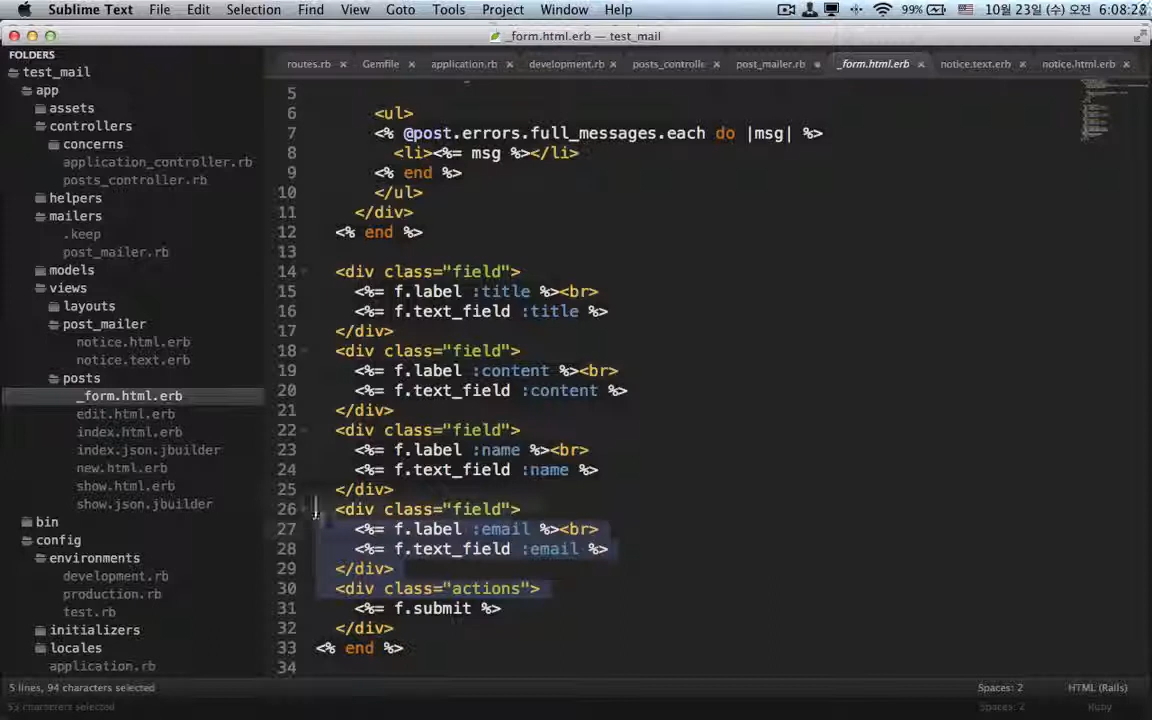 Sublime Text File Edit Selection Find View Goto Tools Project Window Help 99% 10월 23일 (수) 오전 6:08:28
_form.html.erb — test_mail
FOLDERS
test_mail
app
assets
controllers
concerns
application_controller.rb
posts_controller.rb
helpers
mailers
.keep
post_mailer.rb
models
views
layouts
post_mailer
notice.html.erb
notice.text.erb
posts
_form.html.erb
edit.html.erb
index.html.erb
index.json.jbuilder
new.html.erb
show.html.erb
show.json.jbuilder
bin
config
environments
development.rb
production.rb
test.rb
initializers
locales
application.rb
routes.rb × Gemfile × application.rb × development.rb × posts_controlle × post_mailer.rb • _form.html.erb × notice.text.erb × notice.html.erb ×
5
6 <ul>
7 <% @post.errors.full_messages.each do |msg| %>
8 <li><%= msg %></li>
9 <% end %>
10 </ul>
11 </div>
12 <% end %>
13
14 <div class="field">
15 <%= f.label :title %><br>
16 <%= f.text_field :title %>
17 </div>
18 <div class="field">
19 <%= f.label :content %><br>
20 <%= f.text_field :content %>
21 </div>
22 <div class="field">
23 <%= f.label :name %><br>
24 <%= f.text_field :name %>
25 </div>
26 <div class="field">
27 <%= f.label :email %><br>
28 <%= f.text_field :email %>
29 </div>
30 <div class="actions">
31 <%= f.submit %>
32 </div>
33 <% end %>
34
5 lines, 94 characters selected Spaces: 2 HTML (Rails)
53 characters selected Spaces: 2 Ruby